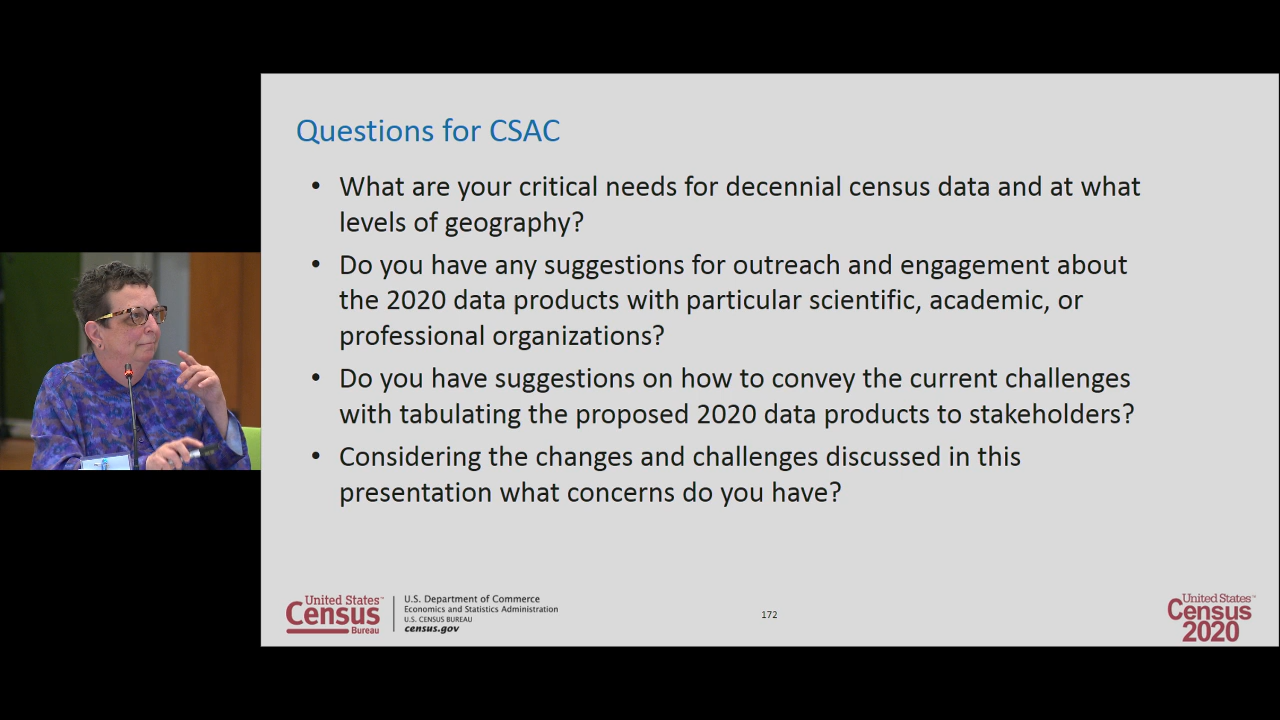 Questions for CSAC
• What are your critical needs for decennial census data and at what
levels of geography?
• Do you have any suggestions for outreach and engagement about
the 2020 data products with particular scientific, academic, or
professional organizations?
• Do you have suggestions on how to convey the current challenges
with tabulating the proposed 2020 data products to stakeholders?
• Considering the changes and challenges discussed in this
presentation what concerns do you have?
United States™
Census
Bureau
U.S. Department of Commerce
Economics and Statistics Administration
U.S. CENSUS BUREAU
census.gov
172
United States™
Census
2020